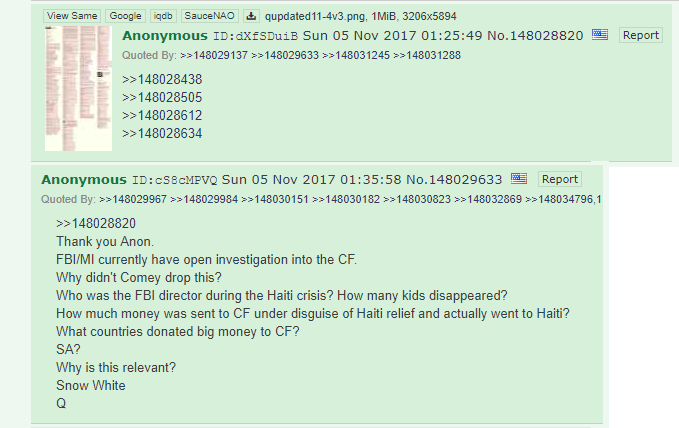 View Same Google iqdb SauceNAO qupdated11-4v3.png, 1MiB, 3206x5894
Anonymous ID:dXfSDuiB Sun 05 Nov 2017 01:25:49 No.148028820 Report
Quoted By: >>148029137 >>148029633 >>148031245 >>148031288
>>148028438
>>148028505
>>148028612
>>148028634
Anonymous ID:cS8cMPVQ Sun 05 Nov 2017 01:35:58 No.148029633 Report
Quoted By: >>148029967 >>148029984 >>148030151 >>148030182 >>148030823 >>148032869 >>148034796,1
>>148028820
Thank you Anon.
FBI/MI currently have open investigation into the CF.
Why didn't Comey drop this?
Who was the FBI director during the Haiti crisis? How many kids disappeared?
How much money was sent to CF under disguise of Haiti relief and actually went to Haiti?
What countries donated big money to CF?
SA?
Why is this relevant?
Snow White
Q